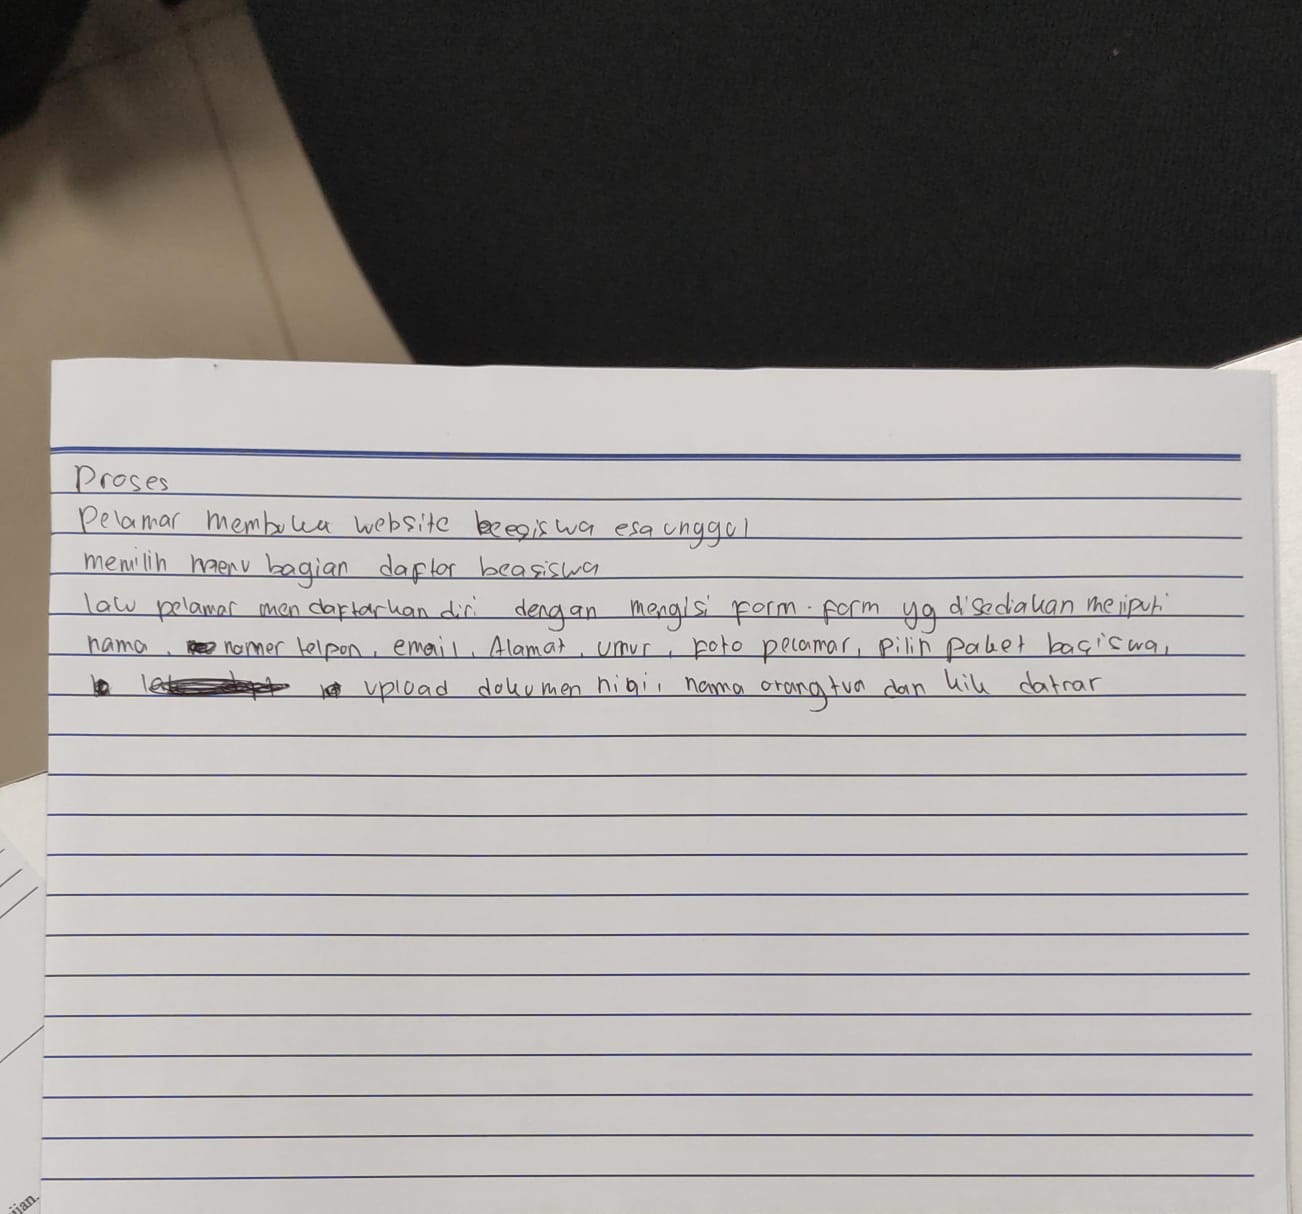 Proses
Pelamar membuka website beasiswa esa unggul
memilih menu bagian daftar beasiswa
lalu pelamar mendaftarkan diri dengan mengisi form-form yg disediakan meliputi
nama, nomer telpon, email, Alamat, umur, foto pelamar, pilih paket basiswa,
upload dokumen nilai, nama orangtua dan klik daftar
jian.